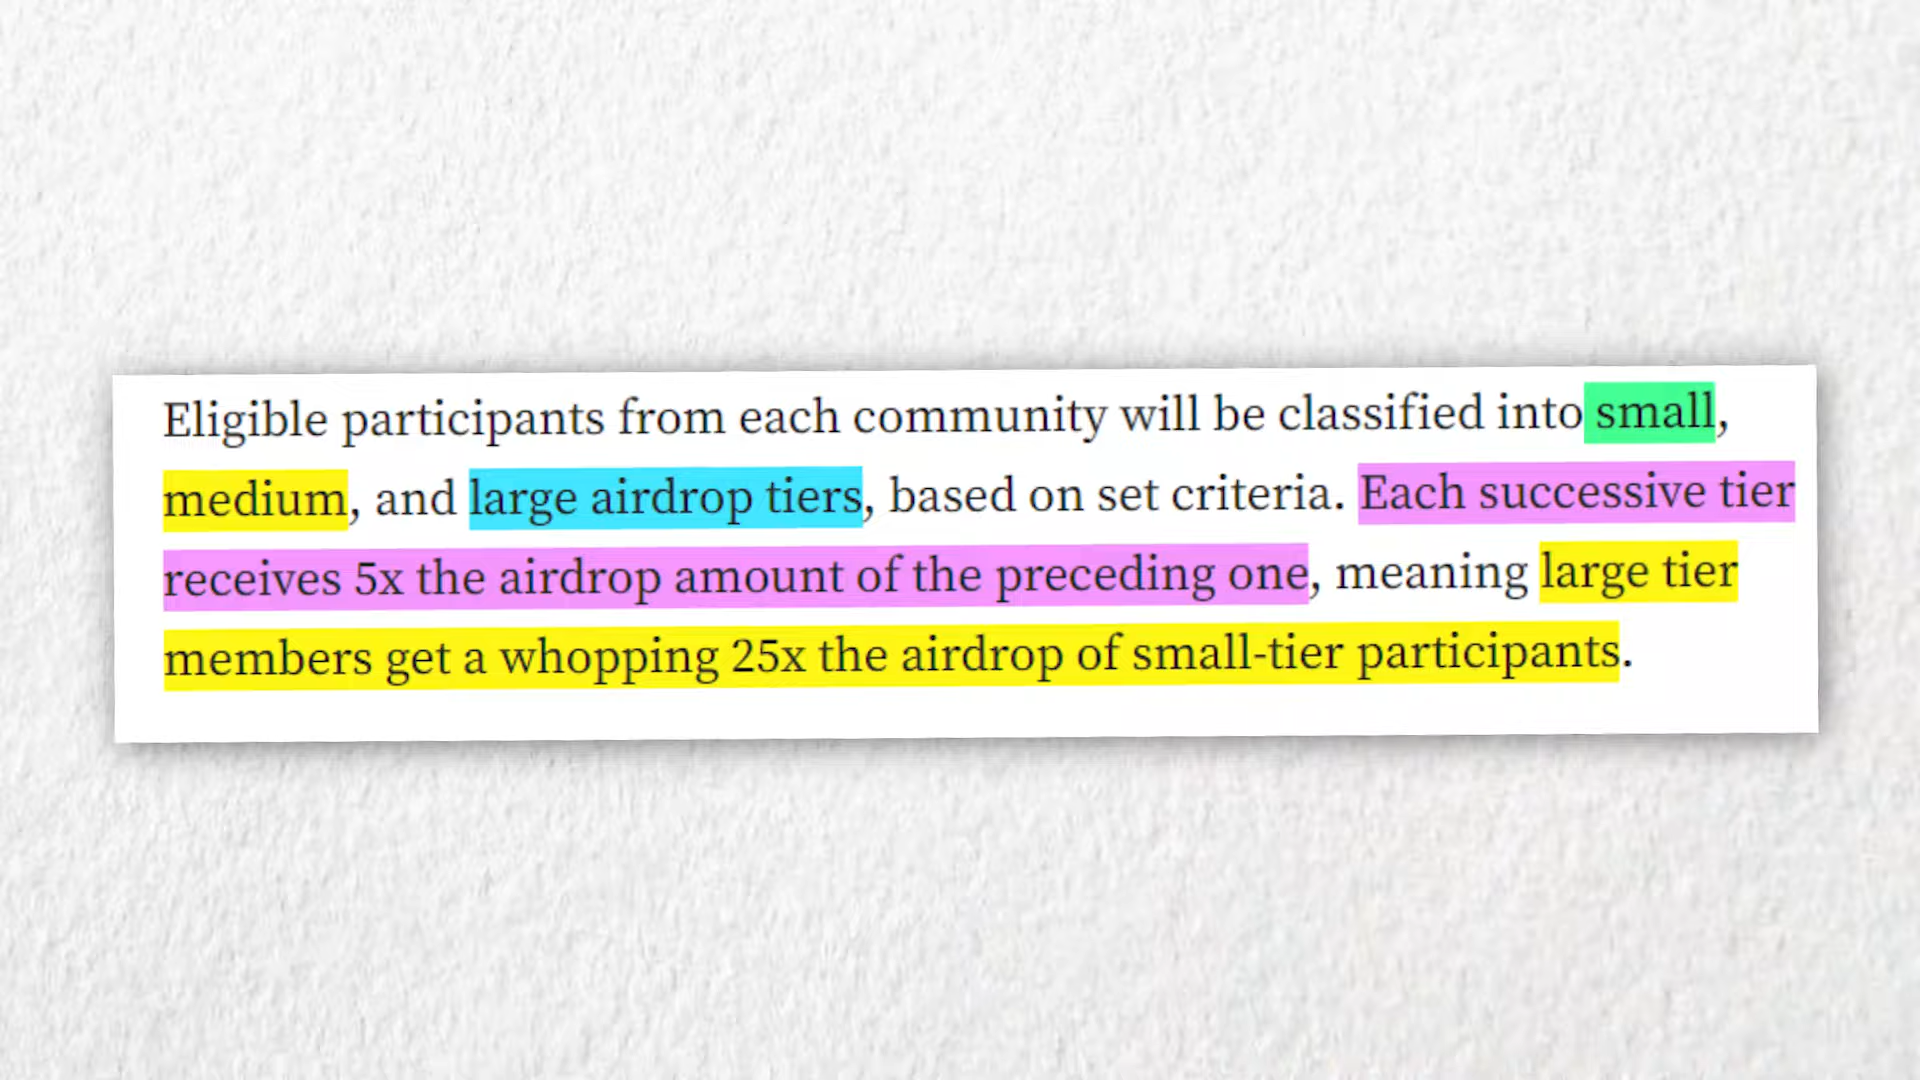 Eligible participants from each community will be classified into small,
medium, and large airdrop tiers, based on set criteria. Each successive tier
receives 5x the airdrop amount of the preceding one, meaning large tier
members get a whopping 25x the airdrop of small-tier participants.